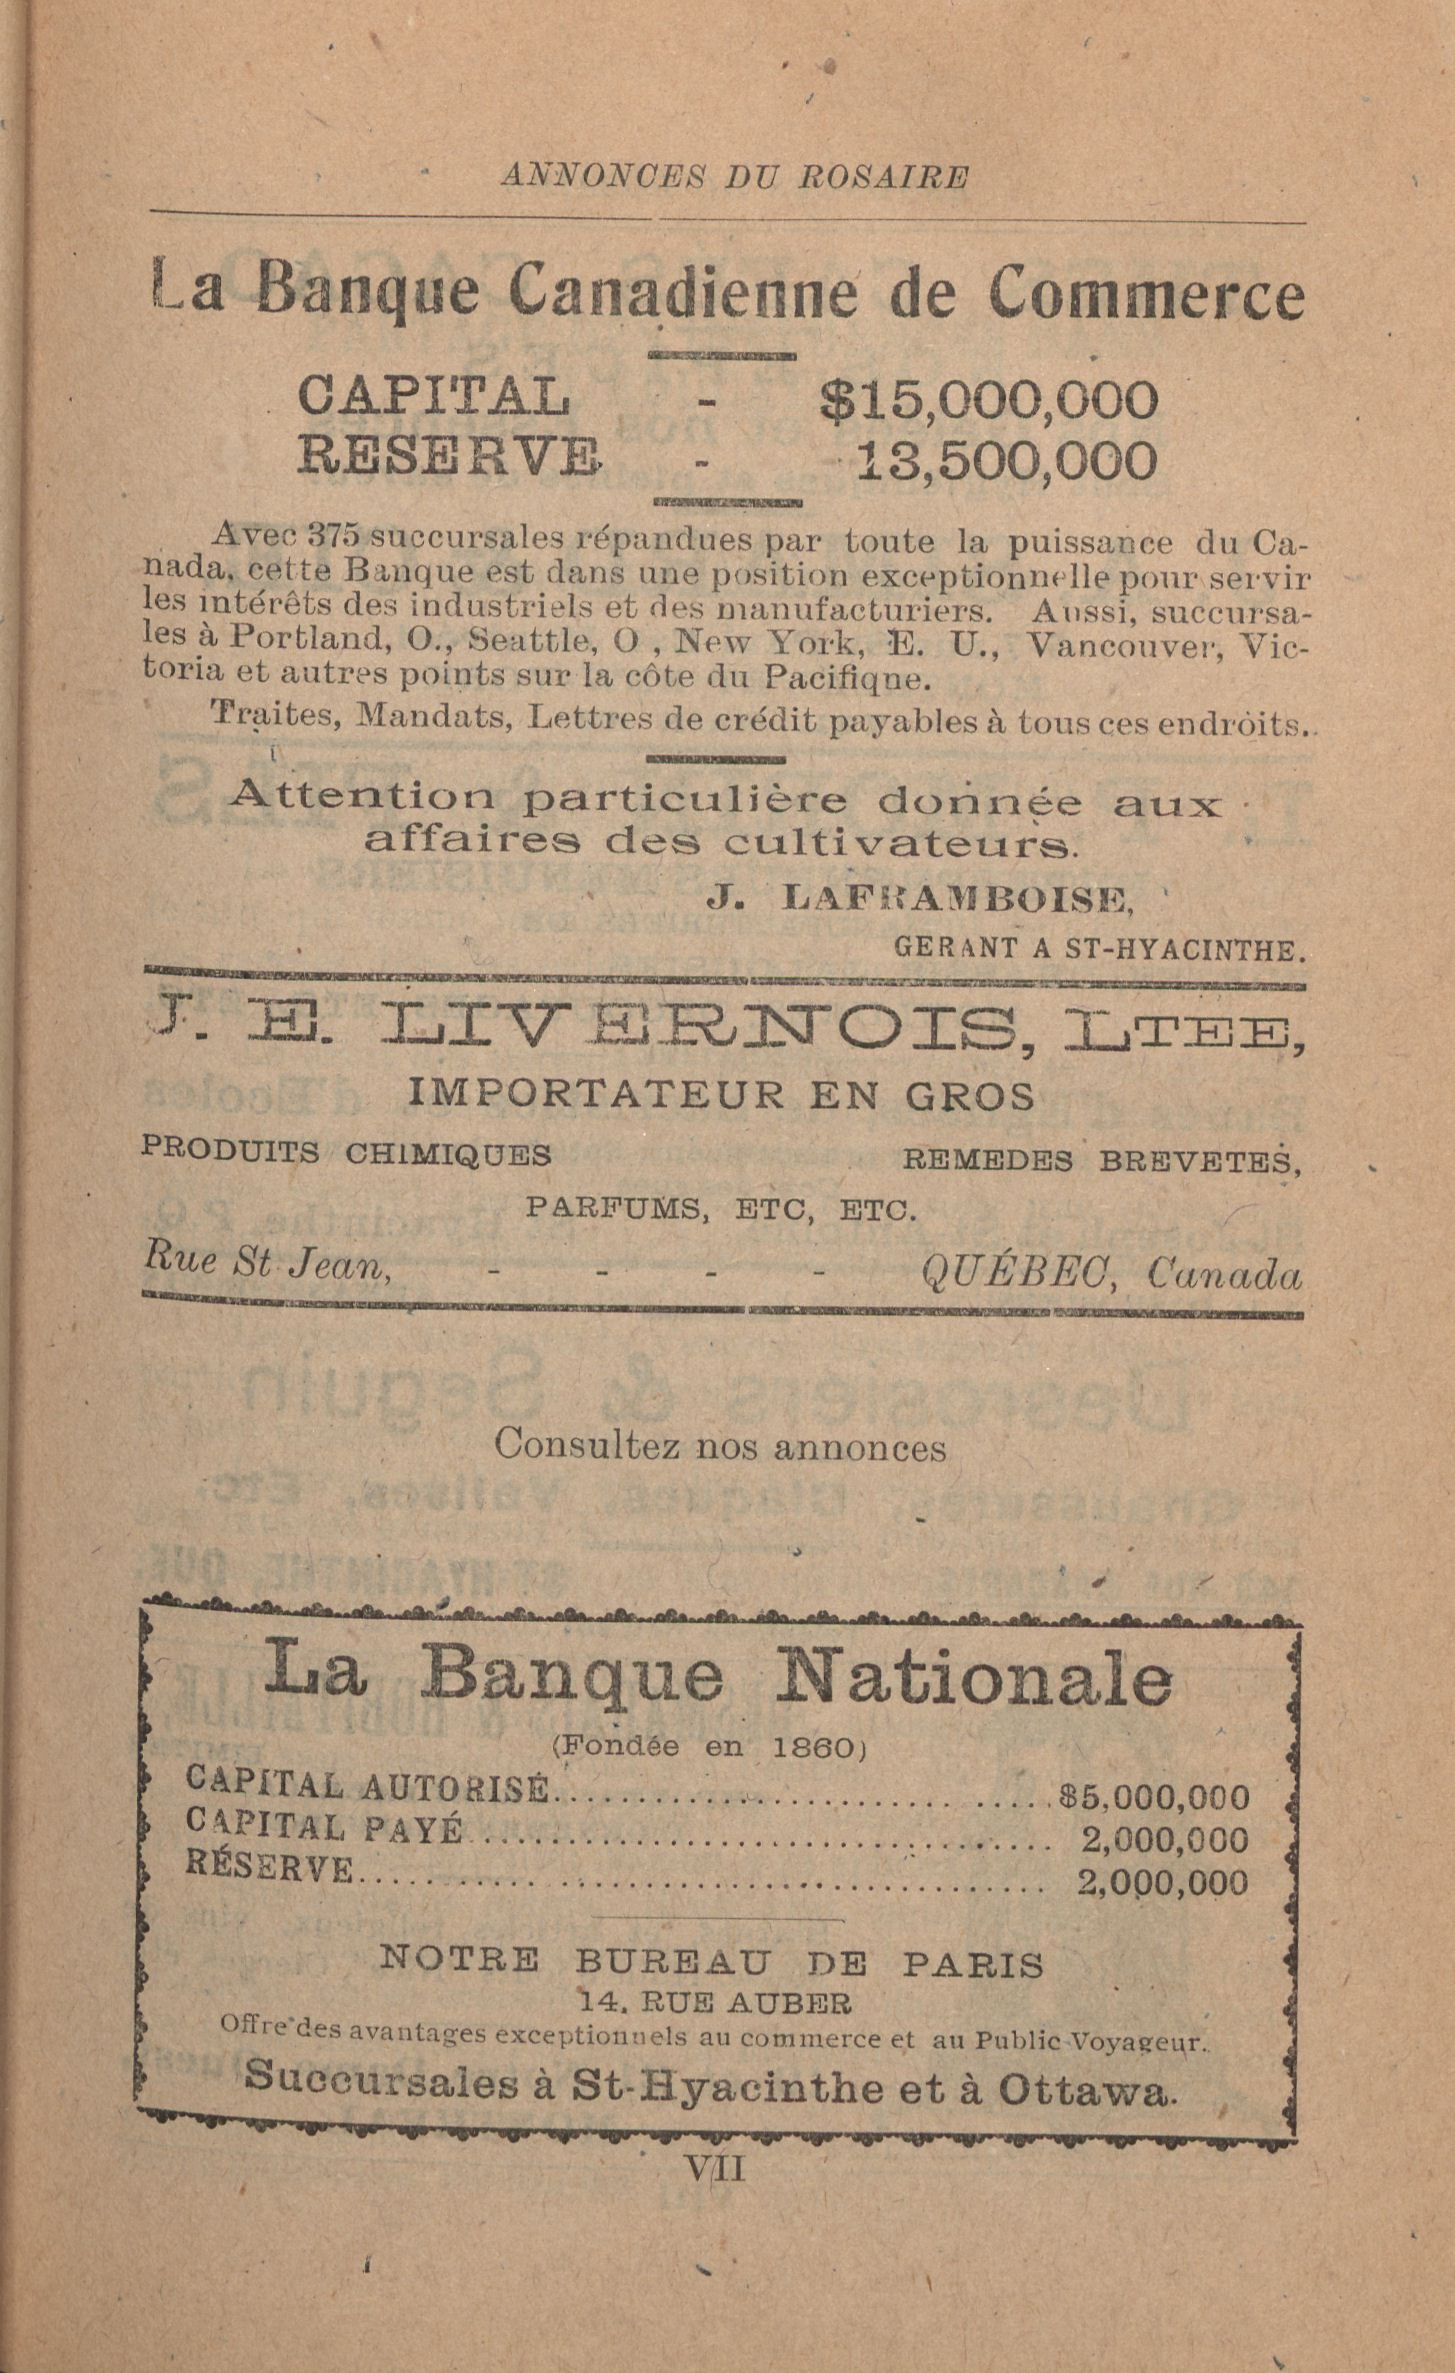 ANNONCES DU ROSAIRE
La Banque Canadienne de Commerce
CAPITAL - $15,000,000
RESERVE - 13,500,000
Avec 375 succursales répandues par toute la puissance du Ca-
nada, cette Banque est dans une position exceptionnelle pour servir
les intérêts des industriels et des manufacturiers. Aussi, succursa-
les à Portland, O., Seattle, O , New York, E. U., Vancouver, Vic-
toria et autres points sur la côte du Pacifique.
Traites, Mandats, Lettres de crédit payables à tous ces endroits.
Attention particulière donnée aux
affaires des cultivateurs.
J. LAFRAMBOISE,
GERANT A ST-HYACINTHE.
J. E. LIVERNOIS, LTEE,
IMPORTATEUR EN GROS
PRODUITS CHIMIQUES REMEDES BREVETES,
PARFUMS, ETC, ETC.
Rue St Jean, - - - - QUÉBEC, Canada
Consultez nos annonces
La Banque Nationale
(Fondée en 1860)
CAPITAL AUTORISÉ.............................. $5,000,000
CAPITAL PAYÉ.................................. 2,000,000
RÉSERVE....................................... 2,000,000
NOTRE BUREAU DE PARIS
14, RUE AUBER
Offre des avantages exceptionnels au commerce et au Public Voyageur.
Succursales à St-Hyacinthe et à Ottawa.
VII